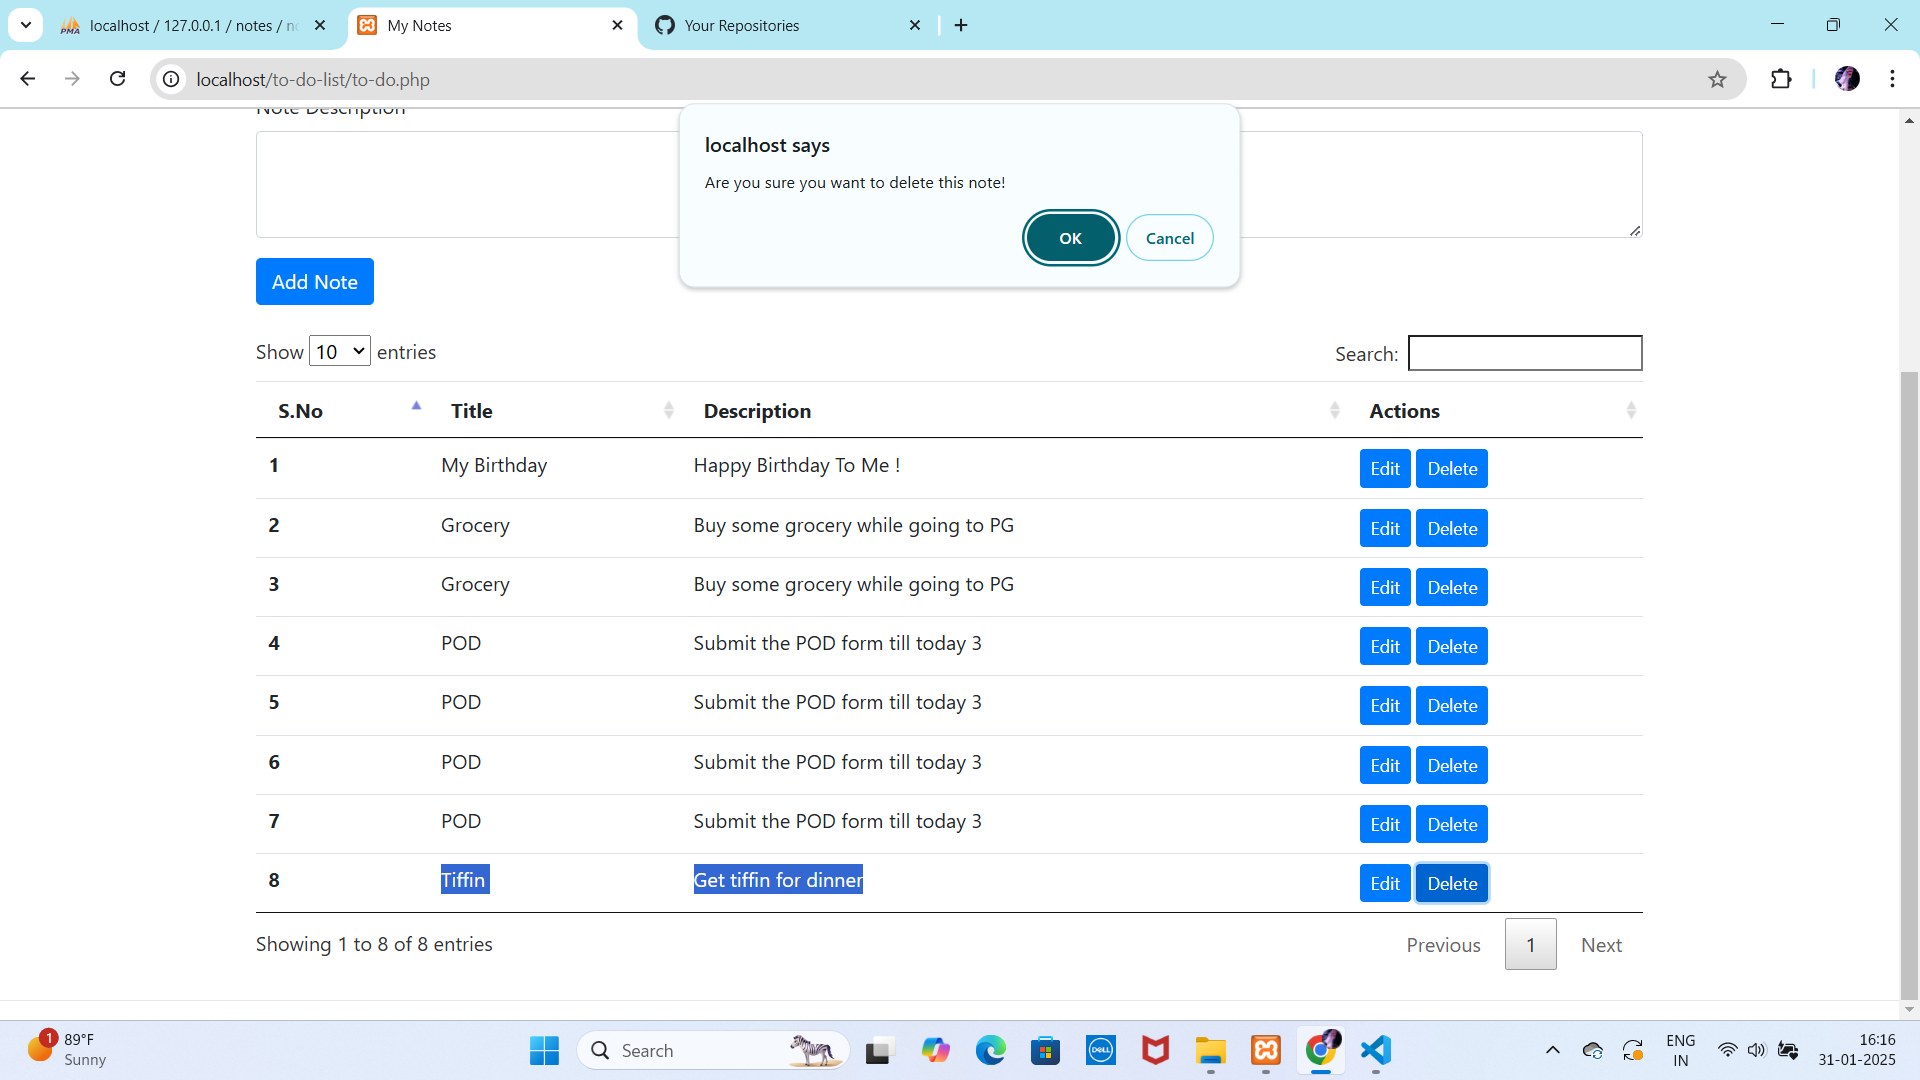 localhost / 127.0.0.1 / notes / n
My Notes
Your Repositories
localhost/to-do-list/to-do.php
Note Description
localhost says
Are you sure you want to delete this note!
OK
Cancel
Add Note
Show 10 entries
Search:
S.No Title Description Actions
1 My Birthday Happy Birthday To Me ! Edit Delete
2 Grocery Buy some grocery while going to PG Edit Delete
3 Grocery Buy some grocery while going to PG Edit Delete
4 POD Submit the POD form till today 3 Edit Delete
5 POD Submit the POD form till today 3 Edit Delete
6 POD Submit the POD form till today 3 Edit Delete
7 POD Submit the POD form till today 3 Edit Delete
8 Tiffin Get tiffin for dinner Edit Delete
Showing 1 to 8 of 8 entries
Previous 1 Next
1
89°F
Sunny
Search
DELL
ENG
IN
16:16
31-01-2025